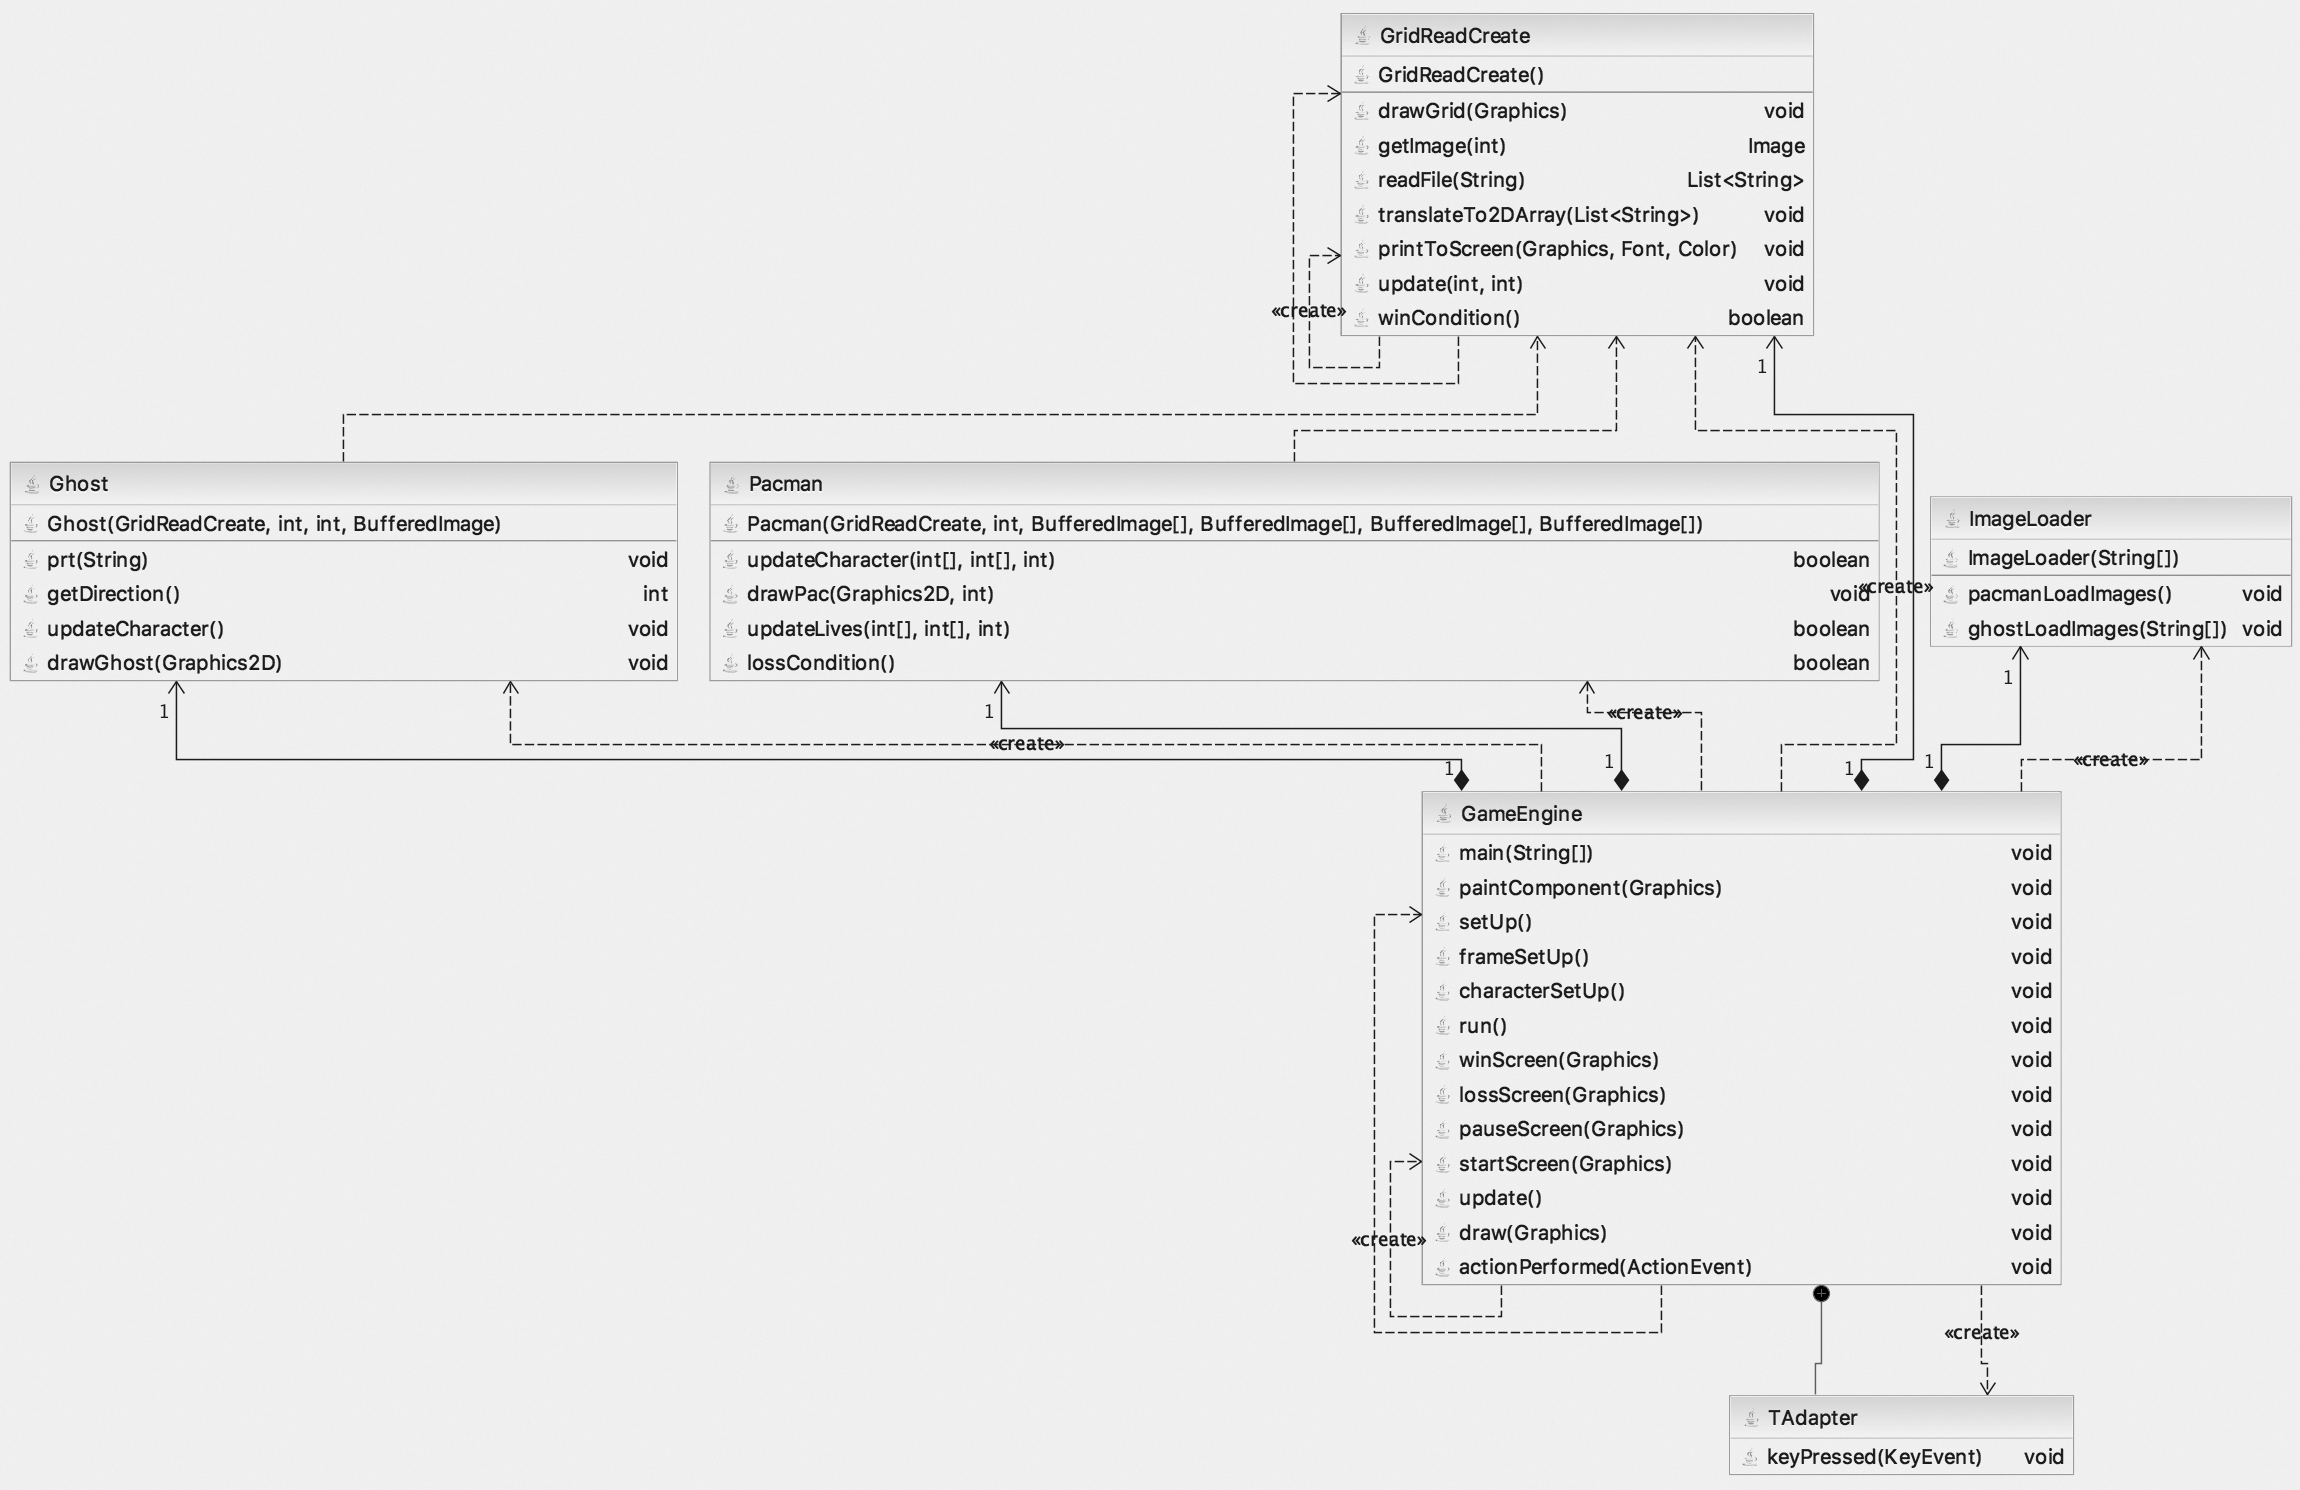 GridReadCreate
GridReadCreate()
drawGrid(Graphics) void
getImage(int) Image
readFile(String) List<String>
translateTo2DArray(List<String>) void
printToScreen(Graphics, Font, Color) void
update(int, int) void
«create»
winCondition() boolean
1
Ghost
Ghost(GridReadCreate, int, int, BufferedImage)
prt(String) void
getDirection() int
updateCharacter() void
drawGhost(Graphics2D) void
Pacman
Pacman(GridReadCreate, int, BufferedImage[], BufferedImage[], BufferedImage[], BufferedImage[])
updateCharacter(int[], int[], int) boolean
drawPac(Graphics2D, int) void
updateLives(int[], int[], int) boolean
lossCondition() boolean
«create»
ImageLoader
ImageLoader(String[])
pacmanLoadImages() void
ghostLoadImages(String[]) void
1
1
1
«create»
«create»
«create»
1
1
1
1
GameEngine
main(String[]) void
paintComponent(Graphics) void
setUp() void
frameSetUp() void
characterSetUp() void
run() void
winScreen(Graphics) void
lossScreen(Graphics) void
pauseScreen(Graphics) void
startScreen(Graphics) void
update() void
draw(Graphics) void
«create»
actionPerformed(ActionEvent) void
«create»
TAdapter
keyPressed(KeyEvent) void